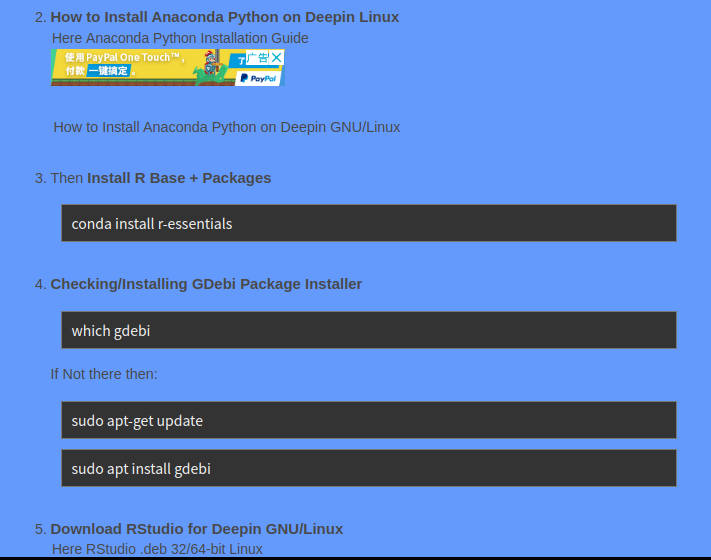 2. How to Install Anaconda Python on Deepin Linux
Here Anaconda Python Installation Guide
使用 PayPal One Touch™，
付款 一键搞定。
了
广告
PayPal
How to Install Anaconda Python on Deepin GNU/Linux
3. Then Install R Base + Packages
conda install r-essentials
4. Checking/Installing GDebi Package Installer
which gdebi
If Not there then:
sudo apt-get update
sudo apt install gdebi
5. Download RStudio for Deepin GNU/Linux
Here RStudio .deb 32/64-bit Linux